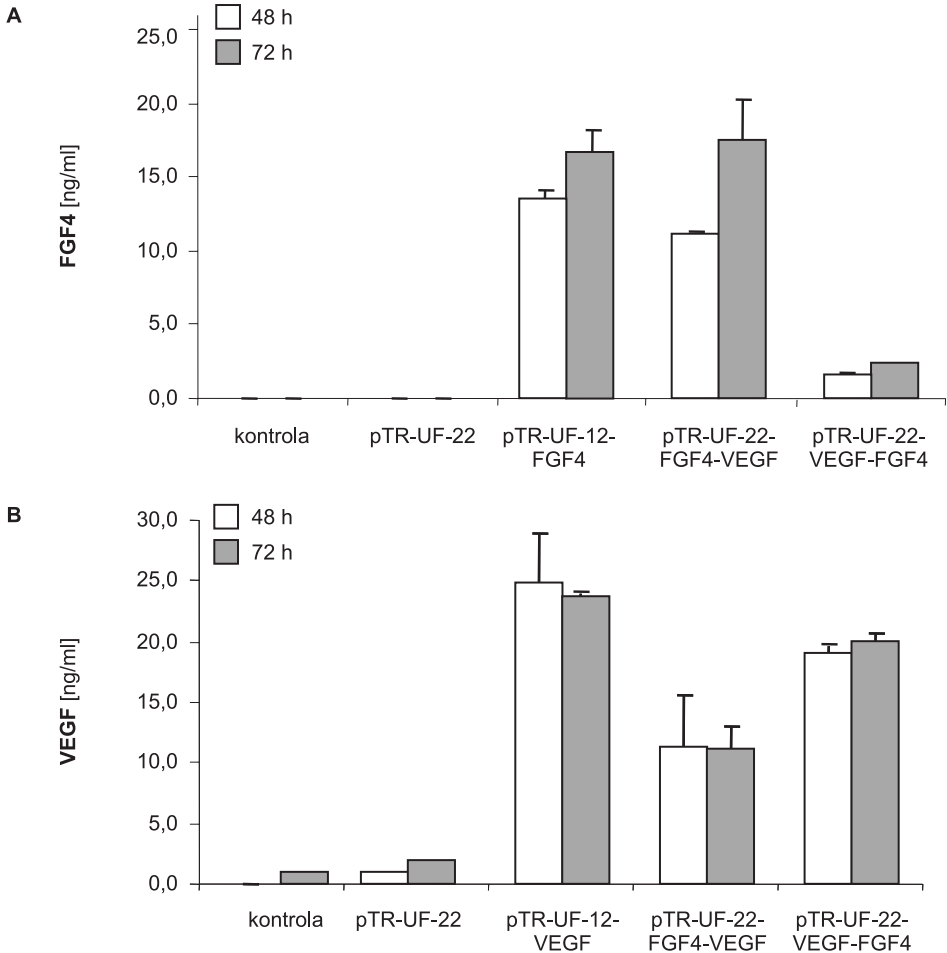 A
48 h
72 h
FGF4 [ng/ml]
25,0
20,0
15,0
10,0
5,0
0,0
kontrola
pTR-UF-22
pTR-UF-12-
FGF4
pTR-UF-22-
FGF4-VEGF
pTR-UF-22-
VEGF-FGF4
B
48 h
72 h
VEGF [ng/ml]
30,0
25,0
20,0
15,0
10,0
5,0
0,0
kontrola
pTR-UF-22
pTR-UF-12-
VEGF
pTR-UF-22-
FGF4-VEGF
pTR-UF-22-
VEGF-FGF4